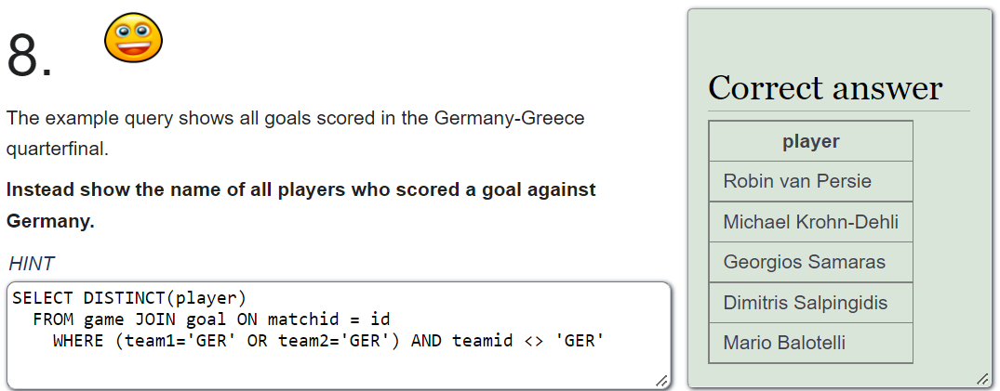 8.
The example query shows all goals scored in the Germany-Greece
quarterfinal.
Instead show the name of all players who scored a goal against
Germany.
HINT
SELECT DISTINCT(player)
FROM game JOIN goal ON matchid = id
WHERE (team1='GER' OR team2='GER') AND teamid <> 'GER'
Correct answer
player
Robin van Persie
Michael Krohn-Dehli
Georgios Samaras
Dimitris Salpingidis
Mario Balotelli